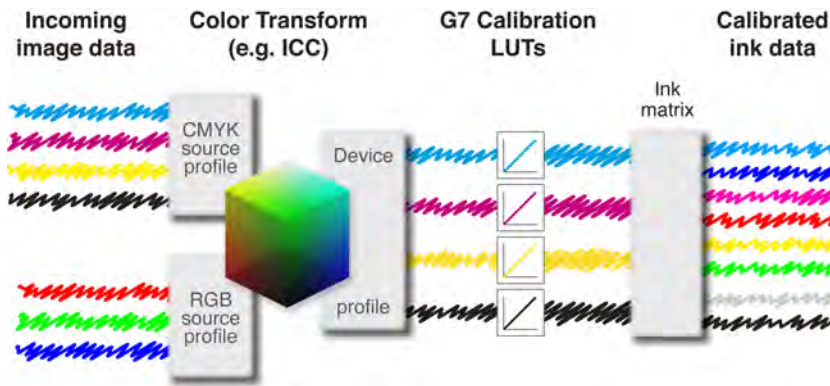 Incoming
image data
Color Transform
(e.g. ICC)
G7 Calibration
LUTs
Calibrated
ink data
Ink
matrix
CMYK
source
profile
Device
profile
RGB
source
profile